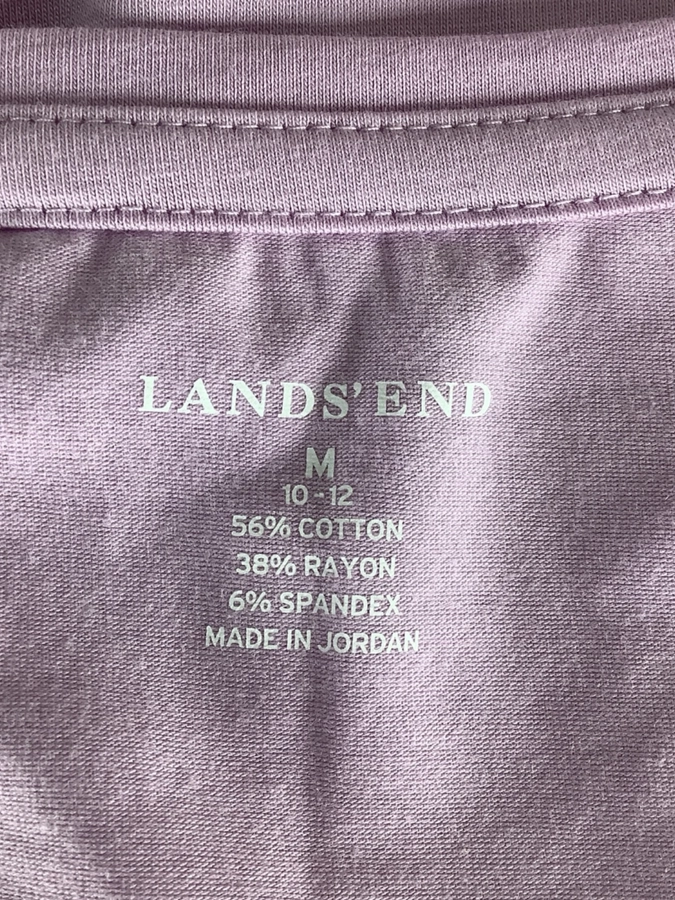 LANDS' END
M
10-12
56% COTTON
38% RAYON
6% SPANDEX
MADE IN JORDAN